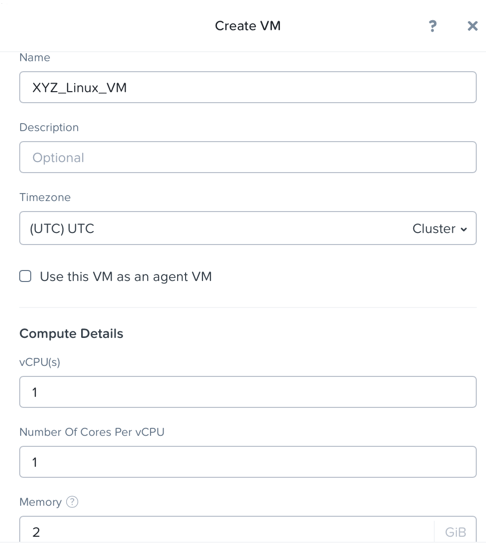 Create VM
?
Name
XYZ_Linux_VM
Description
Optional
Timezone
(UTC) UTC Cluster
Use this VM as an agent VM
Compute Details
vCPU(s)
1
Number Of Cores Per vCPU
1
Memory ?
2 GiB